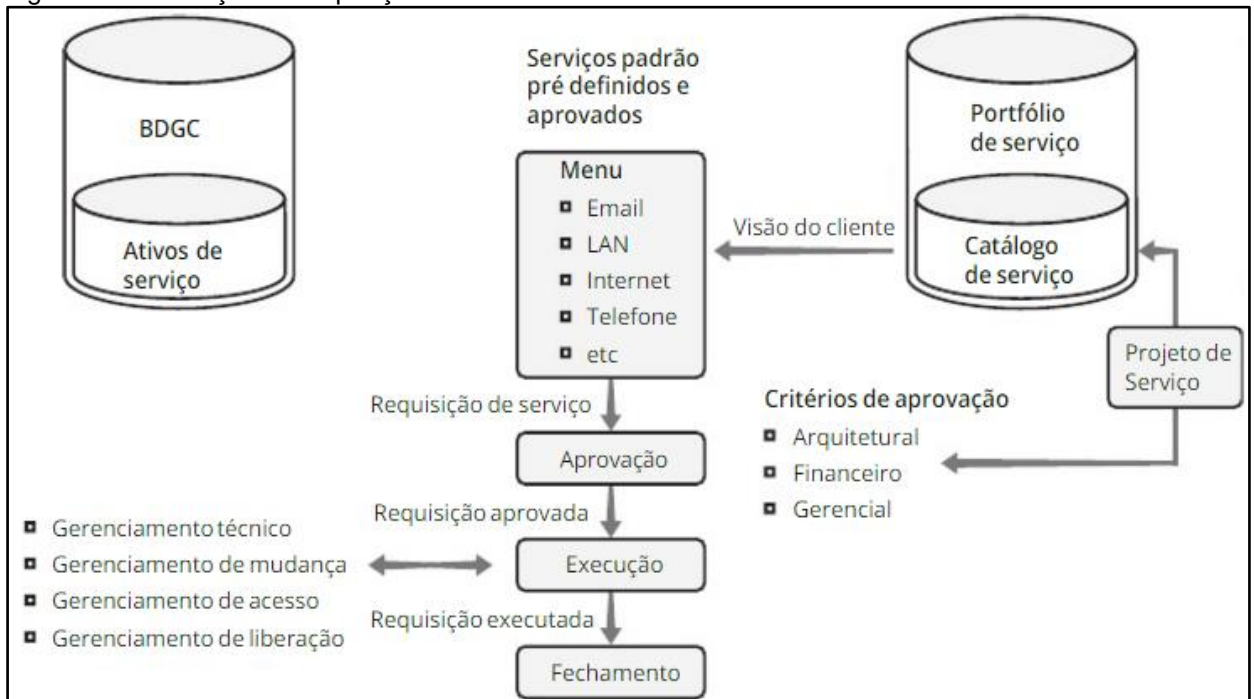 BDGC
Ativos de
serviço
Serviços padrão
pré definidos e
aprovados
Menu
Email
LAN
Internet
Telefone
etc
Visão do cliente
Portfólio
de serviço
Catálogo
de serviço
Projeto de
Serviço
Critérios de aprovação
Arquitetural
Financeiro
Gerencial
Requisição de serviço
Aprovação
Requisição aprovada
Gerenciamento técnico
Gerenciamento de mudança
Gerenciamento de acesso
Gerenciamento de liberação
Execução
Requisição executada
Fechamento